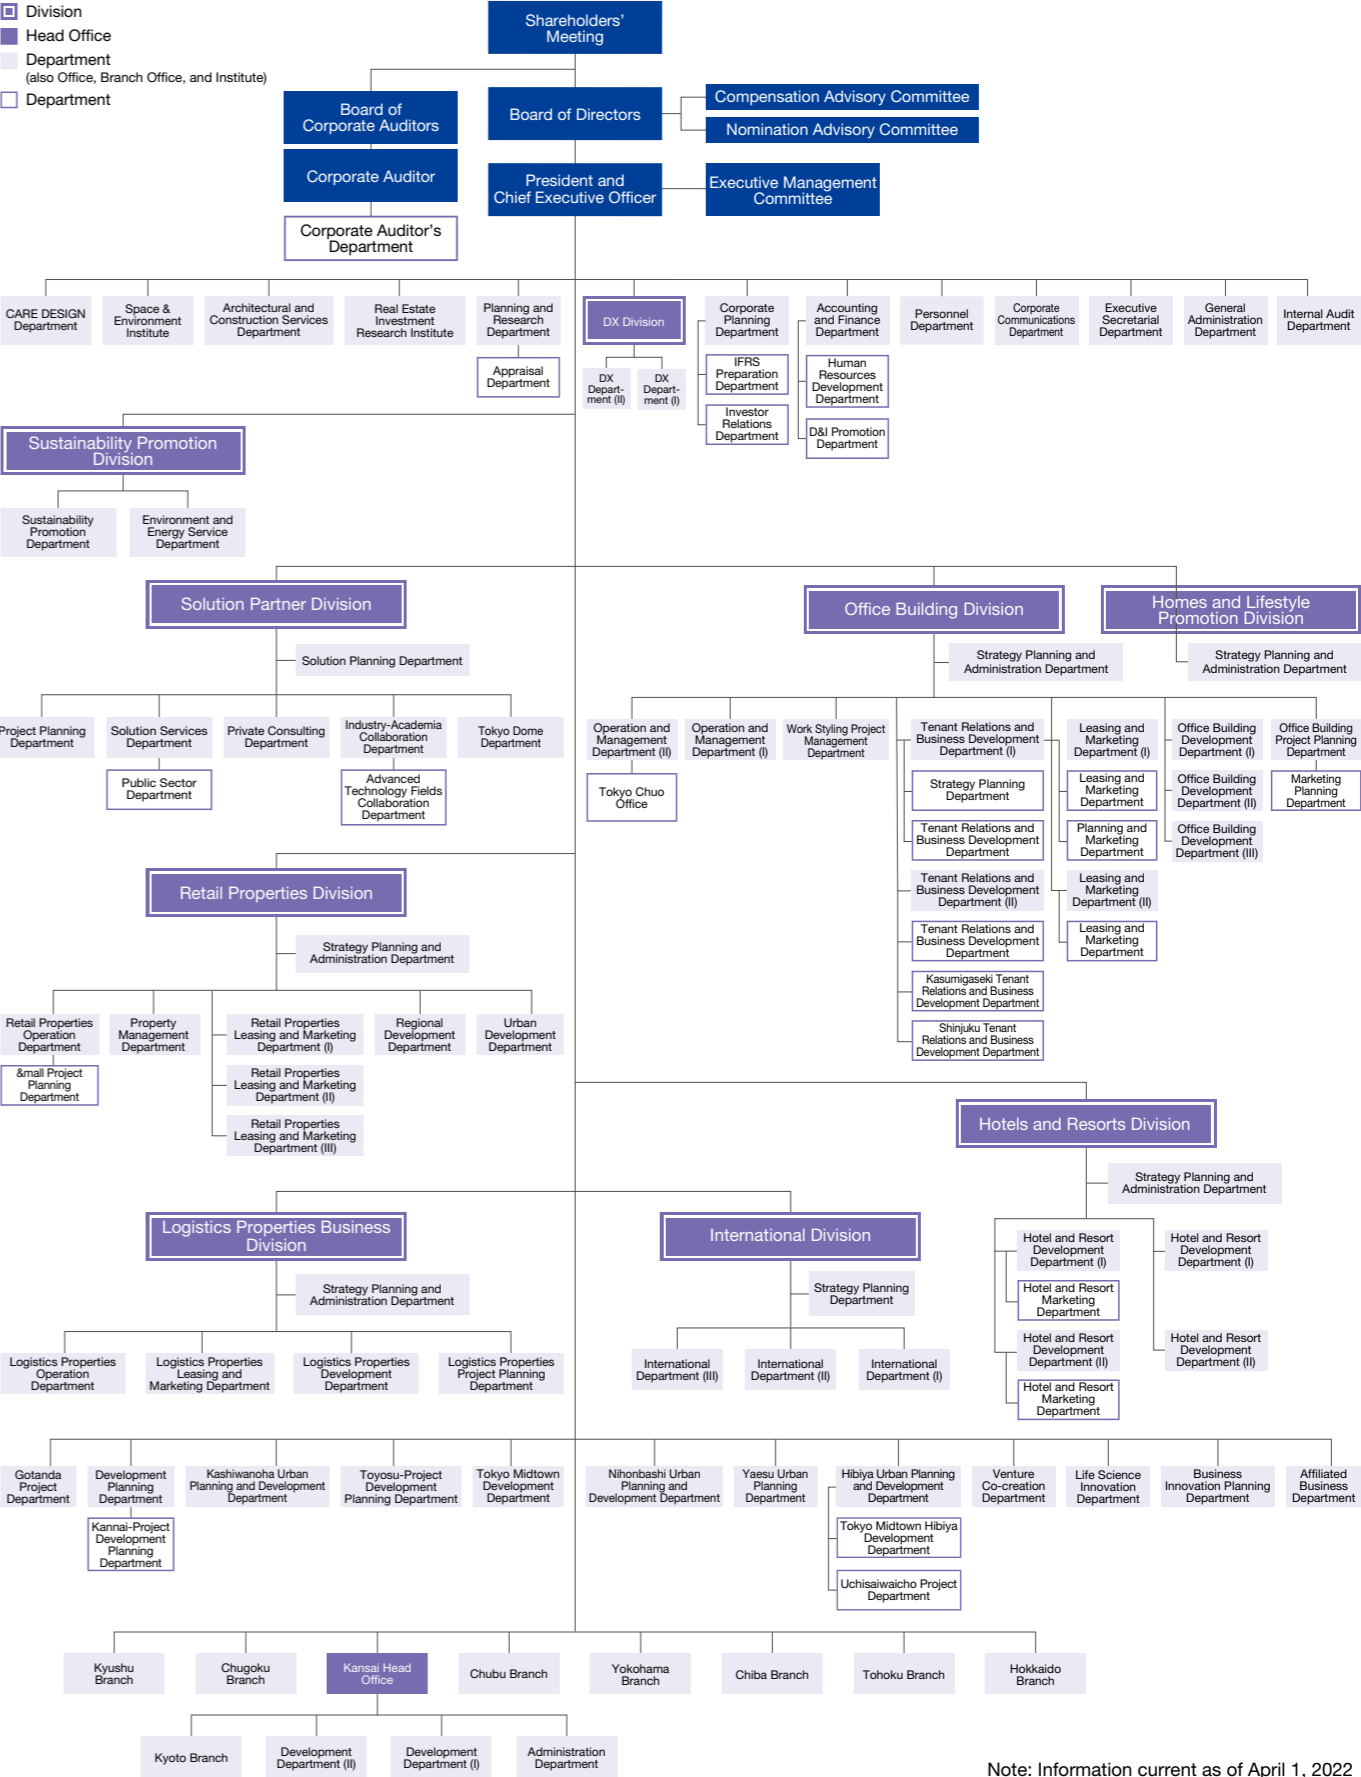 Division
Head Office
Department
(also Office, Branch Office, and Institute)
Department
Shareholders'
Meeting
Board of
Corporate Auditors
Board of Directors
Compensation Advisory Committee
Nomination Advisory Committee
Corporate Auditor
President and
Chief Executive Officer
Executive Management
Committee
Corporate Auditor's
Department
CARE DESIGN
Department
Space &
Environment
Institute
Architectural and
Construction Services
Department
Real Estate
Investment
Research Institute
Planning and
Research
Department
Appraisal
Department
DX Division
DX
Depart-
ment (II)
DX
Depart-
ment (I)
Corporate
Planning
Department
IFRS
Preparation
Department
Investor
Relations
Department
Accounting
and Finance
Department
Human
Resources
Development
Department
D&I Promotion
Department
Personnel
Department
Corporate
Communications
Department
Executive
Secretarial
Department
General
Administration
Department
Internal Audit
Department
Sustainability Promotion
Division
Sustainability
Promotion
Department
Environment and
Energy Service
Department
Solution Partner Division
Solution Planning Department
Project Planning
Department
Solution Services
Department
Public Sector
Department
Private Consulting
Department
Industry-Academia
Collaboration
Department
Advanced
Technology Fields
Collaboration
Department
Tokyo Dome
Department
Office Building Division
Strategy Planning and
Administration Department
Homes and Lifestyle
Promotion Division
Strategy Planning and
Administration Department
Operation and
Management
Department (II)
Tokyo Chuo
Office
Operation and
Management
Department (I)
Work Styling Project
Management
Department
Tenant Relations and
Business Development
Department (I)
Strategy Planning
Department
Tenant Relations and
Business Development
Department
Tenant Relations and
Business Development
Department (II)
Tenant Relations and
Business Development
Department
Kasumigaseki Tenant
Relations and Business
Development Department
Shinjuku Tenant
Relations and Business
Development Department
Leasing and
Marketing
Department (I)
Leasing and
Marketing
Department
Planning and
Marketing
Department
Leasing and
Marketing
Department (II)
Leasing and
Marketing
Department
Office Building
Development
Department (I)
Office Building
Development
Department (II)
Office Building
Development
Department (III)
Office Building
Project Planning
Department
Marketing
Planning
Department
Retail Properties Division
Strategy Planning and
Administration Department
Retail Properties
Operation
Department
&mall Project
Planning
Department
Property
Management
Department
Retail Properties
Leasing and Marketing
Department (I)
Retail Properties
Leasing and Marketing
Department (II)
Retail Properties
Leasing and Marketing
Department (III)
Regional
Development
Department
Urban
Development
Department
Hotels and Resorts Division
Strategy Planning and
Administration Department
Hotel and Resort
Development
Department (I)
Hotel and Resort
Marketing
Department
Hotel and Resort
Development
Department (II)
Hotel and Resort
Marketing
Department
Hotel and Resort
Development
Department (I)
Hotel and Resort
Development
Department (II)
Logistics Properties Business
Division
Strategy Planning and
Administration Department
Logistics Properties
Operation
Department
Logistics Properties
Leasing and
Marketing Department
Logistics Properties
Development
Department
Logistics Properties
Project Planning
Department
International Division
Strategy Planning
Department
International
Department (III)
International
Department (II)
International
Department (I)
Gotanda
Project
Department
Development
Planning
Department
Kannai-Project
Development
Planning
Department
Kashiwanoha Urban
Planning and Development
Department
Toyosu-Project
Development
Planning Department
Tokyo Midtown
Development
Department
Nihonbashi Urban
Planning and
Development Department
Yaesu Urban
Planning
Department
Hibiya Urban Planning
and Development
Department
Tokyo Midtown Hibiya
Development
Department
Uchisaiwaicho Project
Department
Venture
Co-creation
Department
Life Science
Innovation
Department
Business
Innovation Planning
Department
Affiliated
Business
Department
Kyushu
Branch
Chugoku
Branch
Kansai Head
Office
Chubu Branch
Yokohama
Branch
Chiba Branch
Tohoku Branch
Hokkaido
Branch
Kyoto Branch
Development
Department (II)
Development
Department (I)
Administration
Department
Note: Information current as of April 1, 2022